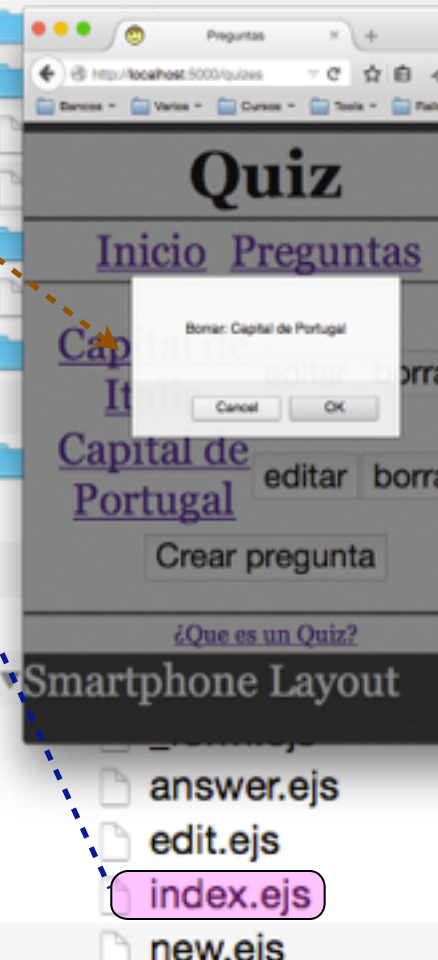 Preguntas
http://localhost:5000/quizes
Bancos Varios Cursos Tools
Quiz
Inicio Preguntas
Borrar: Capital de Portugal
Cancel OK
Capital de
Italia
editar borra
Capital de
Portugal
editar borra
Crear pregunta
¿Que es un Quiz?
Smartphone Layout
answer.ejs
edit.ejs
index.ejs
new.ejs